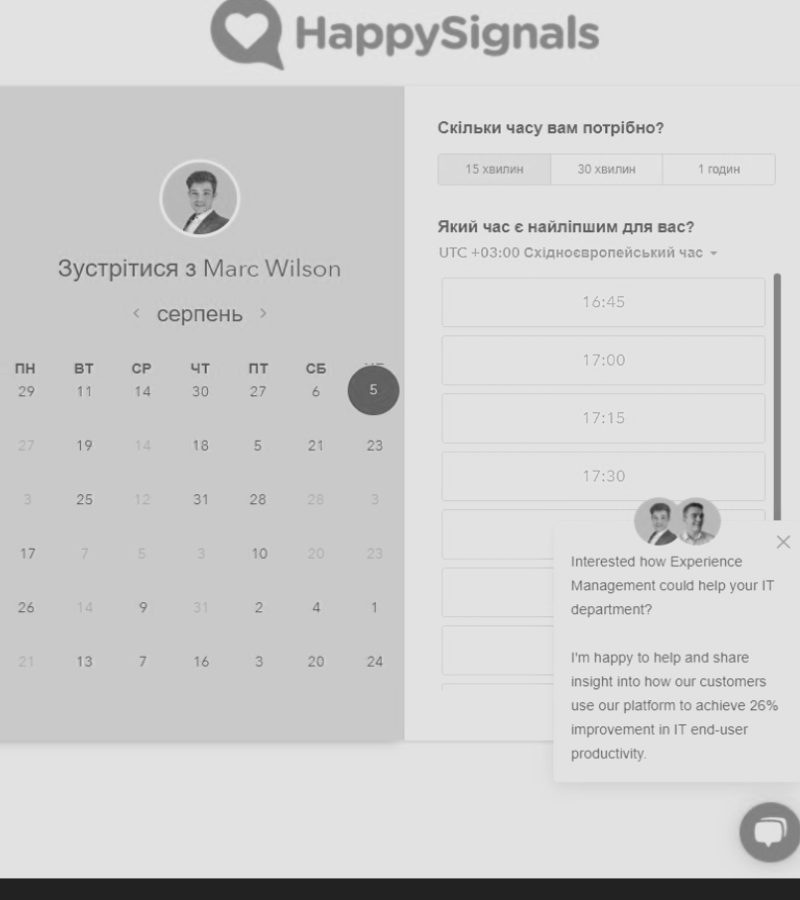 HappySignals
Зустрітися з Marc Wilson
серпень
ПН ВТ СР ЧТ ПТ СБ
29 11 14 30 27 6 5
27 19 14 18 5 21 23
3 25 12 31 28 28 3
17 7 5 3 10 20 23
26 14 9 31 2 4 1
21 13 7 16 3 20 24
Скільки часу вам потрібно?
15 хвилин 30 хвилин 1 годин
Який час є найліпшим для вас?
UTC +03:00 Східноєвропейський час
16:45
17:00
17:15
17:30
Interested how Experience
Management could help your IT
department?
I'm happy to help and share
insight into how our customers
use our platform to achieve 26%
improvement in IT end-user
productivity.